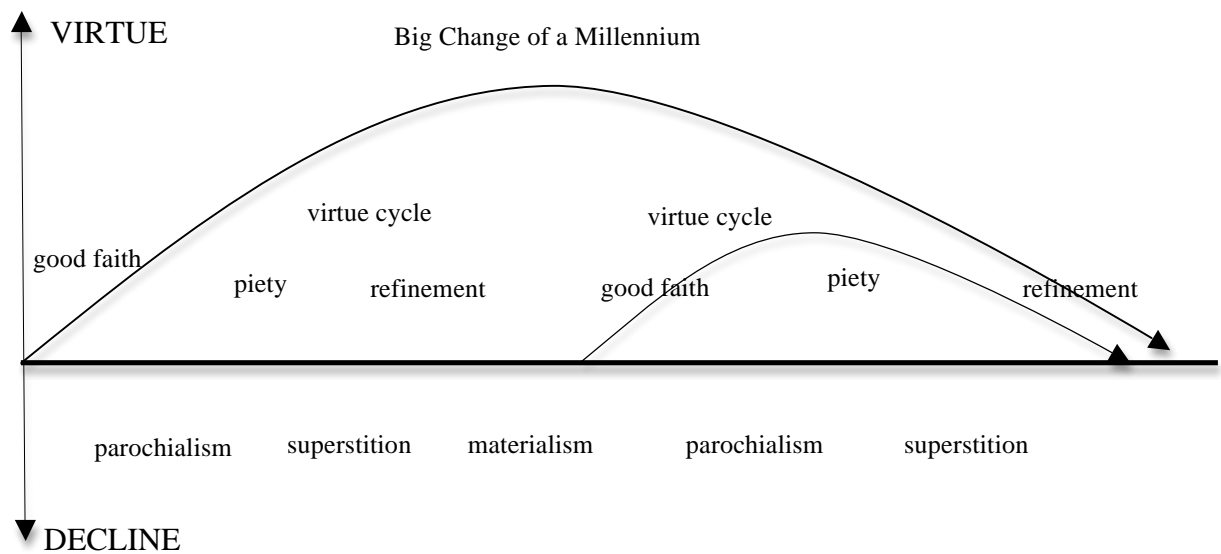 VIRTUE
Big Change of a Millennium
virtue cycle
virtue cycle
good faith
piety
refinement
good faith
piety
refinement
parochialism
superstition
materialism
parochialism
superstition
DECLINE